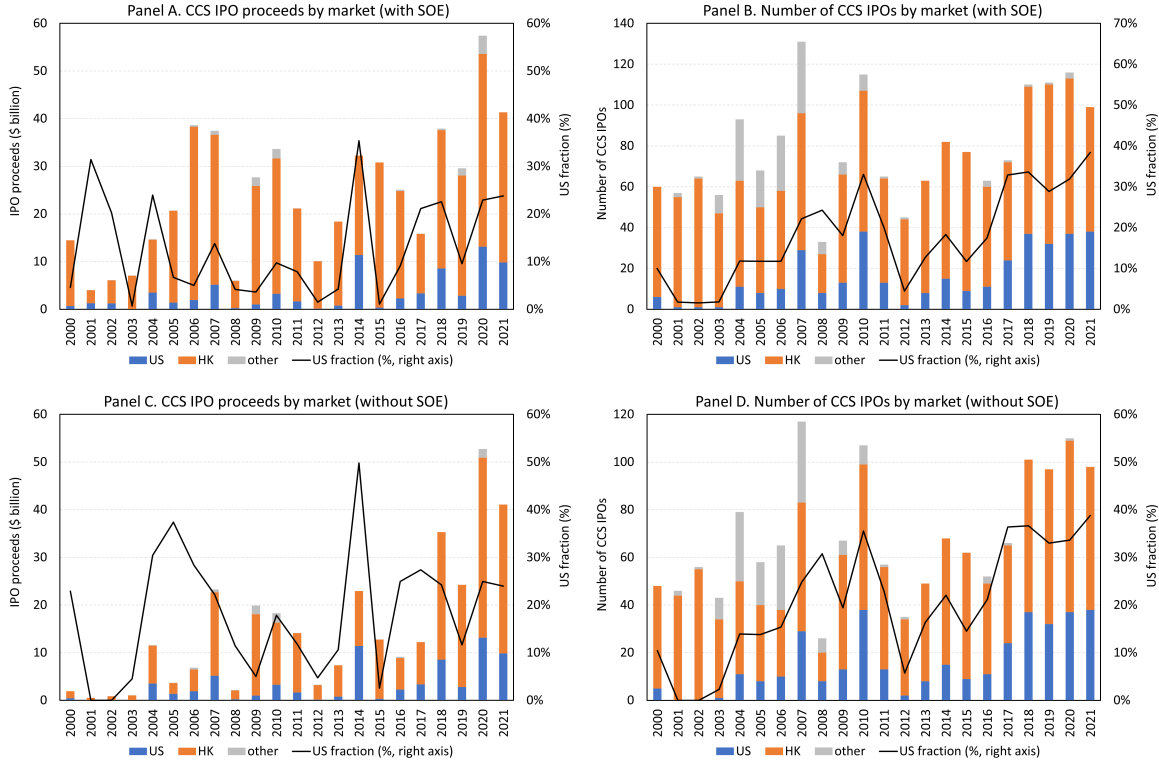 Panel A. CCS IPO proceeds by market (with SOE)
60
50
40
30
20
10
0
IPO proceeds ($ billion)
60%
50%
40%
30%
20%
10%
0%
US fraction (%)
2000 2001 2002 2003 2004 2005 2006 2007 2008 2009 2010 2011 2012 2013 2014 2015 2016 2017 2018 2019 2020 2021
US HK other US fraction (%, right axis)
Panel B. Number of CCS IPOs by market (with SOE)
140
120
100
80
60
40
20
0
Number of CCS IPOs
70%
60%
50%
40%
30%
20%
10%
0%
US fraction (%)
2000 2001 2002 2003 2004 2005 2006 2007 2008 2009 2010 2011 2012 2013 2014 2015 2016 2017 2018 2019 2020 2021
US HK other US fraction (%, right axis)
Panel C. CCS IPO proceeds by market (without SOE)
60
50
40
30
20
10
0
IPO proceeds ($ billion)
60%
50%
40%
30%
20%
10%
0%
US fraction (%)
2000 2001 2002 2003 2004 2005 2006 2007 2008 2009 2010 2011 2012 2013 2014 2015 2016 2017 2018 2019 2020 2021
US HK other US fraction (%, right axis)
Panel D. Number of CCS IPOs by market (without SOE)
120
100
80
60
40
20
0
Number of CCS IPOs
60%
50%
40%
30%
20%
10%
0%
US fraction (%)
2000 2001 2002 2003 2004 2005 2006 2007 2008 2009 2010 2011 2012 2013 2014 2015 2016 2017 2018 2019 2020 2021
US HK other US fraction (%, right axis)